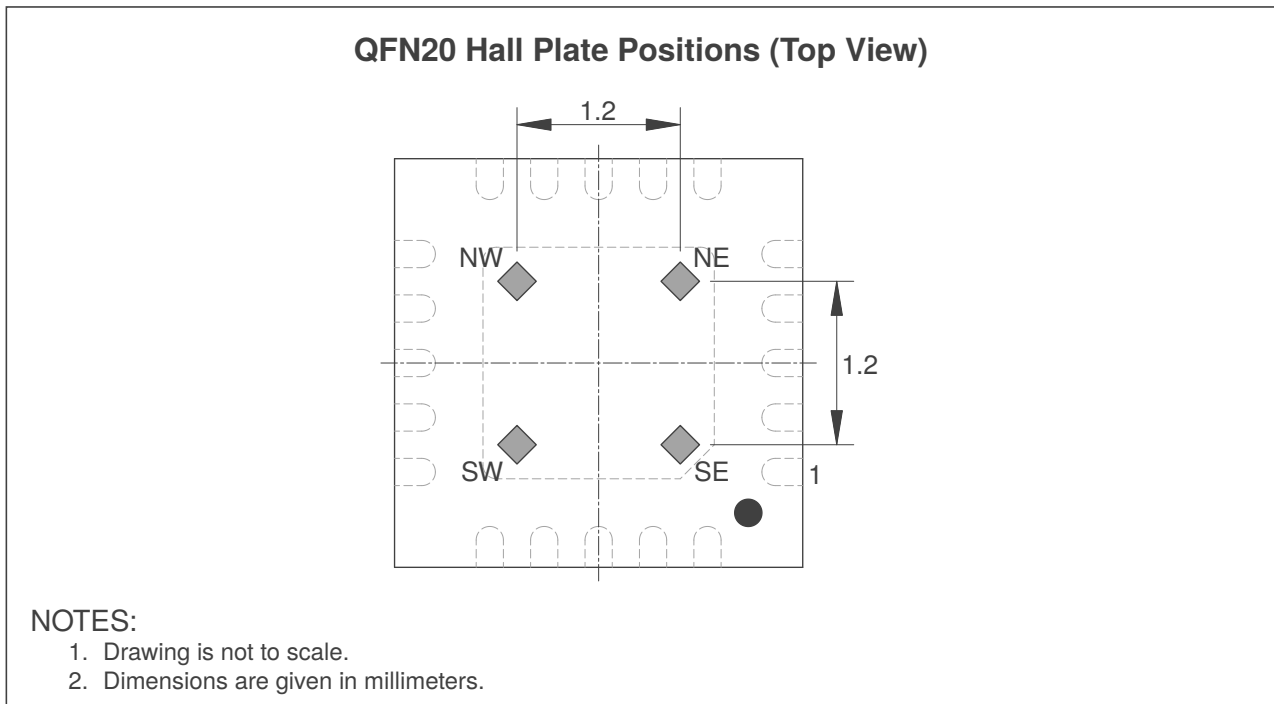 QFN20 Hall Plate Positions (Top View)
1.2
NW
NE
1.2
SW
SE
1
NOTES:
1. Drawing is not to scale.
2. Dimensions are given in millimeters.